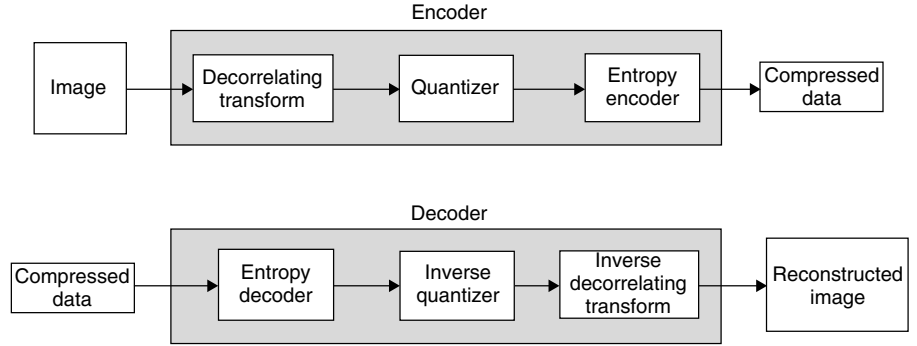 Encoder
Image
Decorrelating
transform
Quantizer
Entropy
encoder
Compressed
data
Decoder
Compressed
data
Entropy
decoder
Inverse
quantizer
Inverse
decorrelating
transform
Reconstructed
image